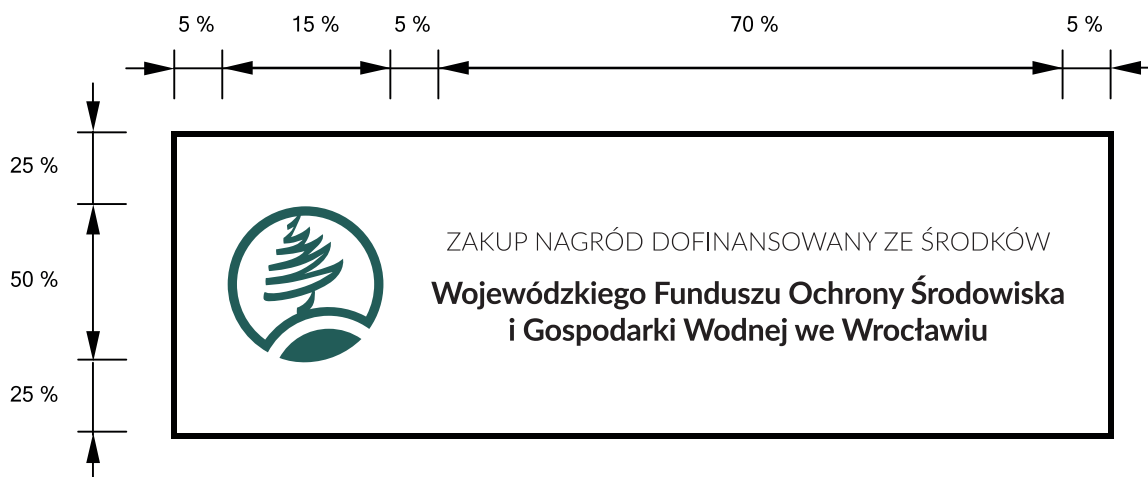 5 % 15 % 5 % 70 % 5 %
25 %
50 %
25 %
ZAKUP NAGRÓD DOFINANSOWANY ZE ŚRODKÓW
Wojewódzkiego Funduszu Ochrony Środowiska
i Gospodarki Wodnej we Wrocławiu